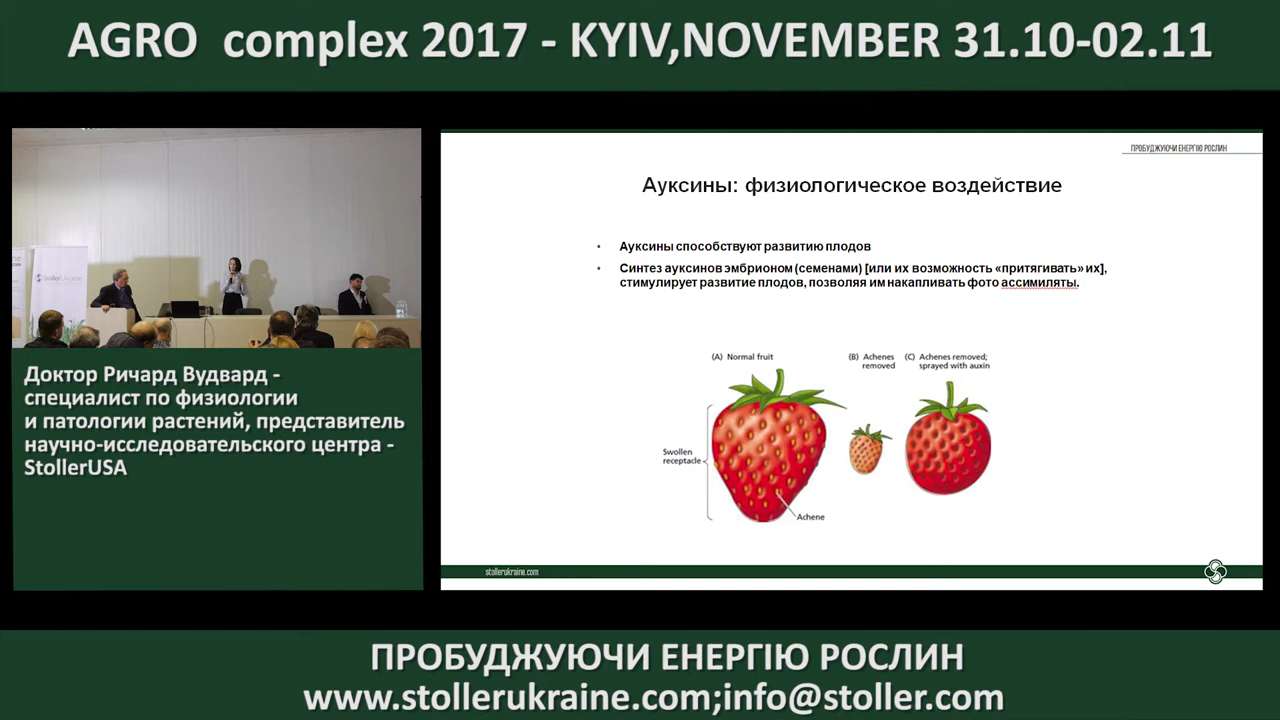 AGRO complex 2017 - KYIV,NOVEMBER 31.10-02.11
StollerUkraine
Доктор Ричард Вудвард -
специалист по физиологии
и патологии растений, представитель
научно-исследовательского центра -
StollerUSA
ПРОБУДЖУЮЧИ ЕНЕРГІЮ РОСЛИН
Ауксины: физиологическое воздействие
• Ауксины способствуют развитию плодов
• Синтез ауксинов эмбрионом (семенами) [или их возможность «притягивать» их],
стимулирует развитие плодов, позволяя им накапливать фото ассимиляты.
(A) Normal fruit
(B) Achenes
removed
(C) Achenes removed;
sprayed with auxin
Swollen
receptacle
Achene
stollerukraine.com
ПРОБУДЖУЮЧИ ЕНЕРГІЮ РОСЛИН
www.stollerukraine.com;info@stoller.com